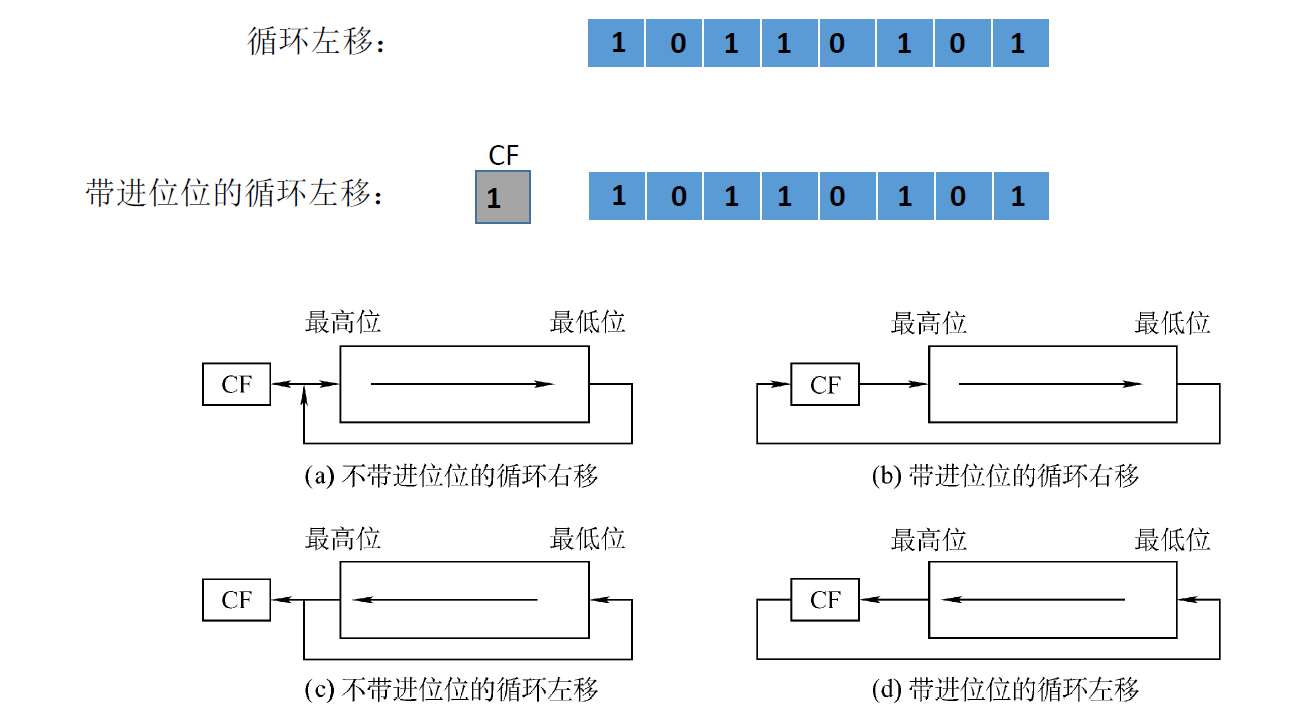 循环左移： 1 0 1 1 0 1 0 1
CF
带进位位的循环左移： 1 1 0 1 1 0 1 0 1
最高位 最低位 最高位 最低位
CF CF
(a) 不带进位位的循环右移 (b) 带进位位的循环右移
最高位 最低位 最高位 最低位
CF CF
(c) 不带进位位的循环左移 (d) 带进位位的循环左移